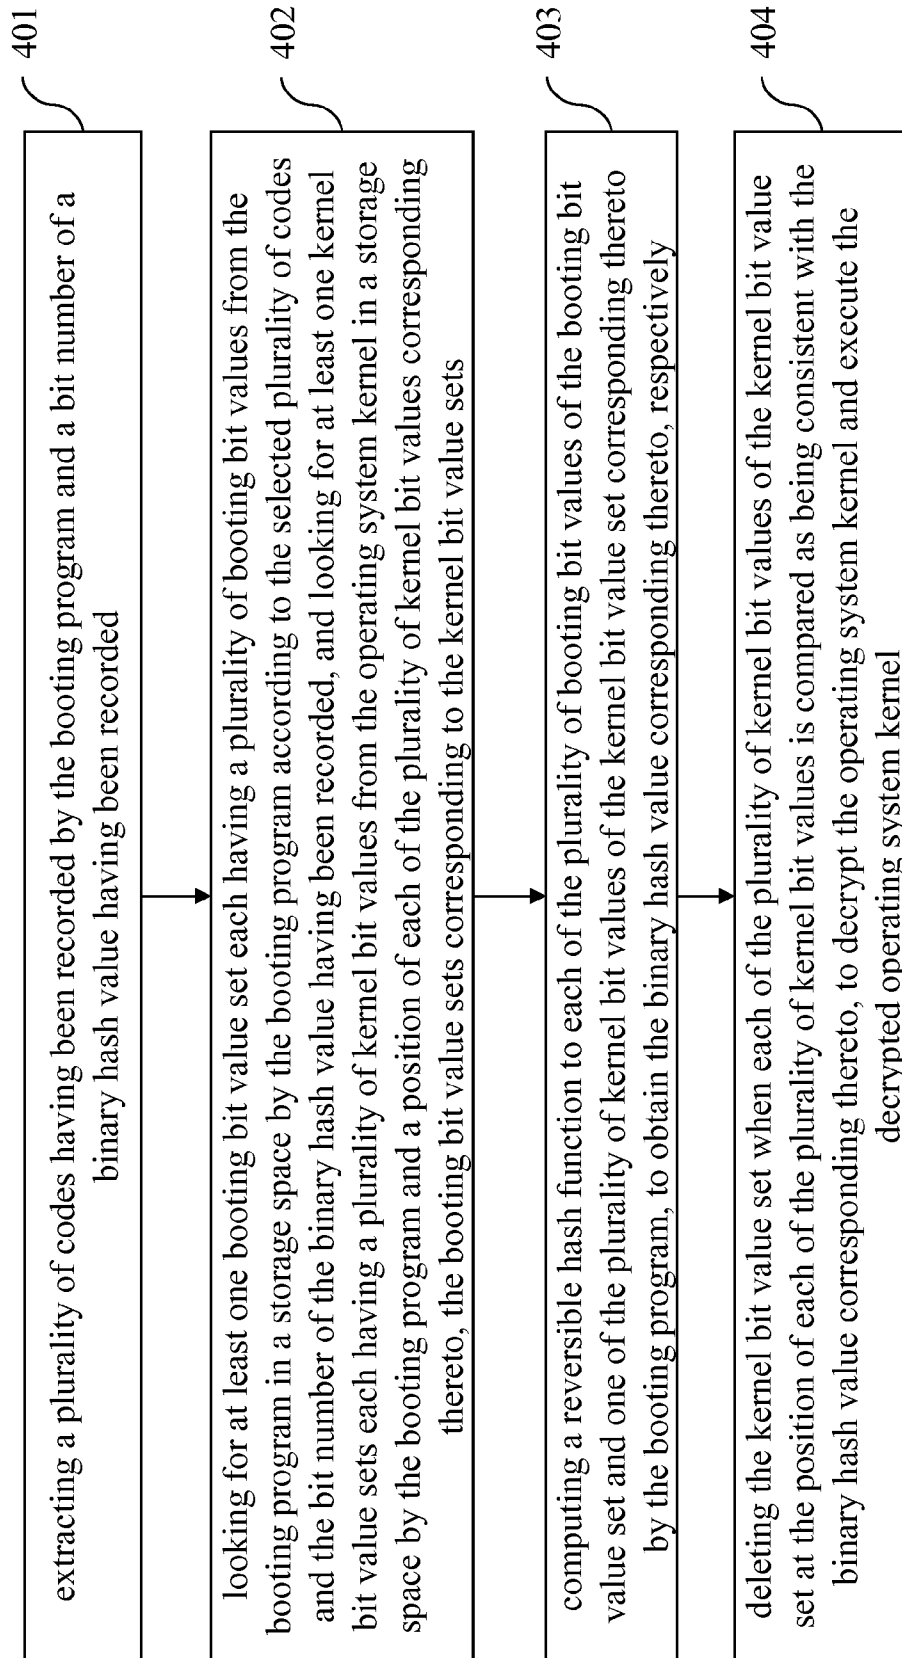 401
extracting a plurality of codes having been recorded by the booting program and a bit number of a
binary hash value having been recorded
402
looking for at least one booting bit value set each having a plurality of booting bit values from the
booting program in a storage space by the booting program according to the selected plurality of codes
and the bit number of the binary hash value having been recorded, and looking for at least one kernel
bit value sets each having a plurality of kernel bit values from the operating system kernel in a storage
space by the booting program and a position of each of the plurality of kernel bit values corresponding
thereto, the booting bit value sets corresponding to the kernel bit value sets
403
computing a reversible hash function to each of the plurality of booting bit values of the booting bit
value set and one of the plurality of kernel bit values of the kernel bit value set corresponding thereto
by the booting program, to obtain the binary hash value corresponding thereto, respectively
404
deleting the kernel bit value set when each of the plurality of kernel bit values of the kernel bit value
set at the position of each of the plurality of kernel bit values is compared as being consistent with the
binary hash value corresponding thereto, to decrypt the operating system kernel and execute the
decrypted operating system kernel